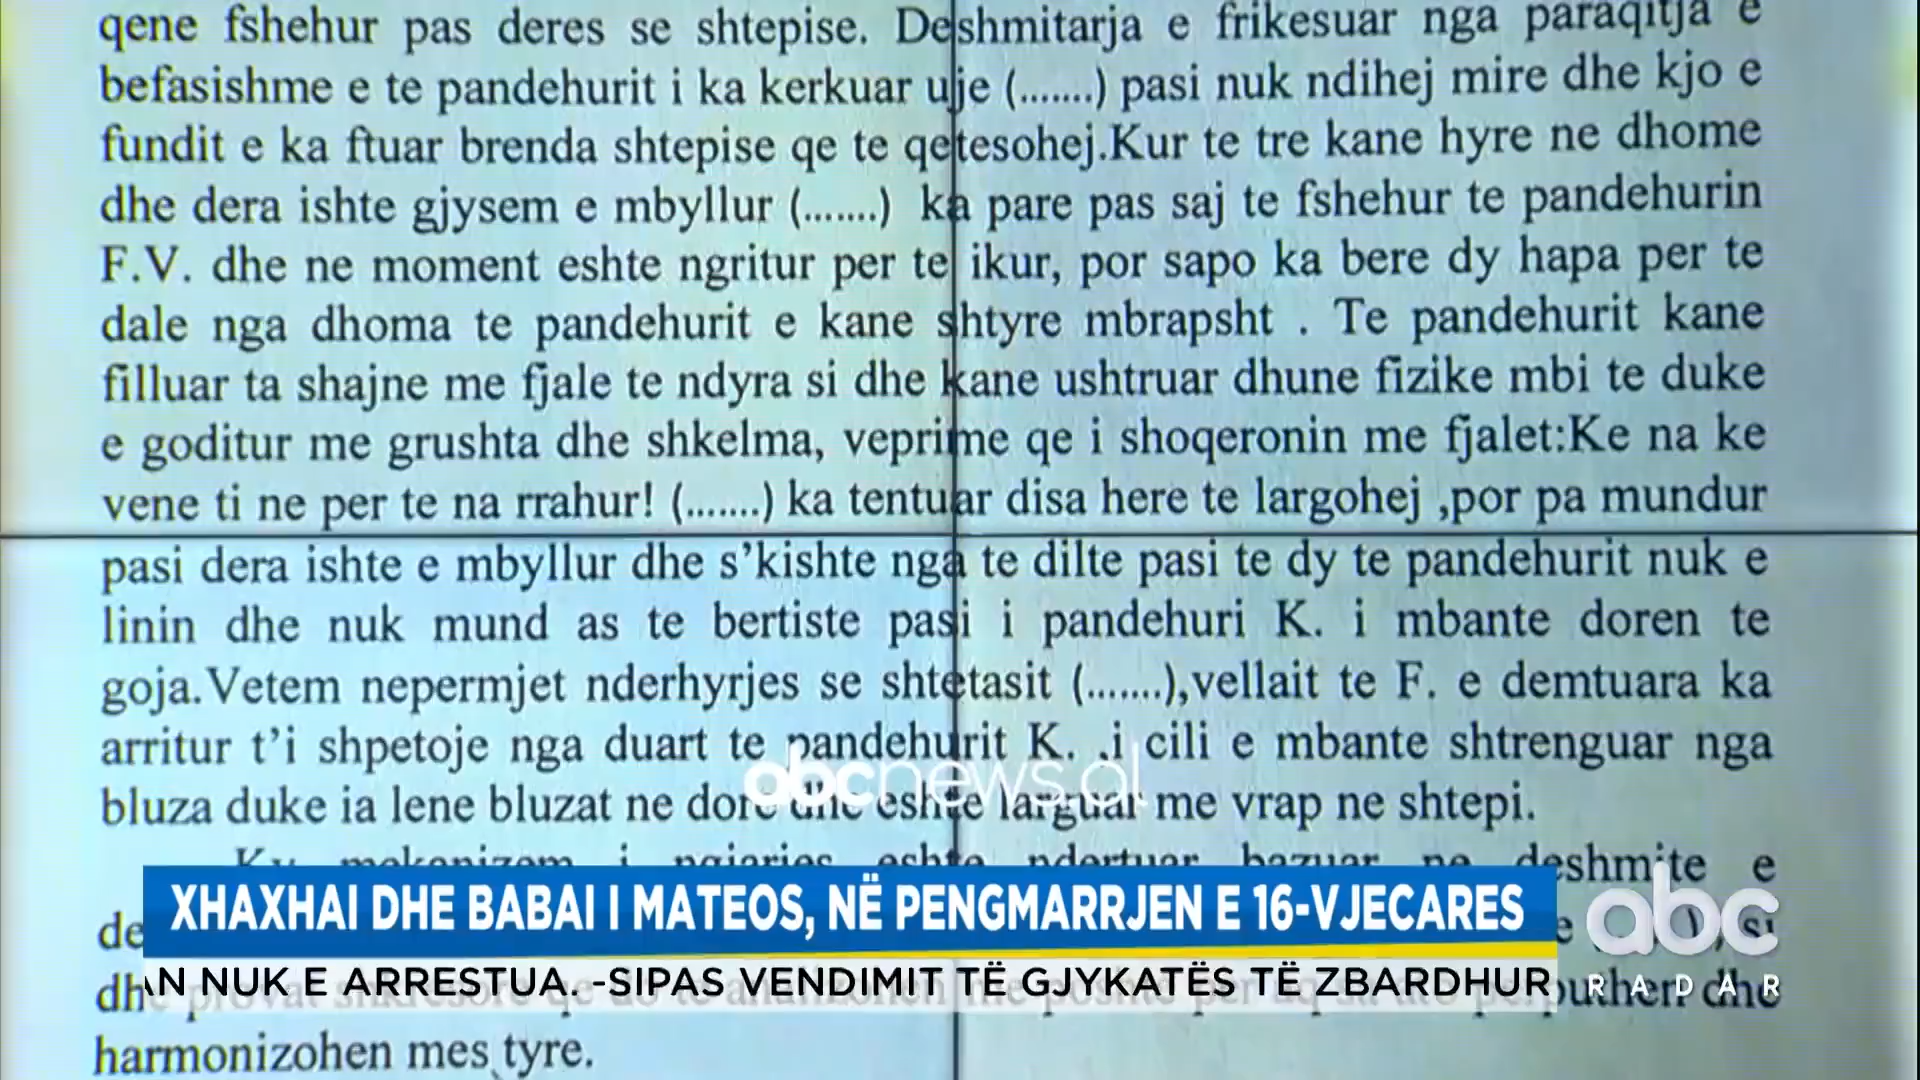 qene fshehur pas deres se shtepise. Deshmitarja e frikesuar nga paraqitja e
befasishme e te pandehurit i ka kerkuar uje (.......) pasi nuk ndihej mire dhe kjo e
fundit e ka ftuar brenda shtepise qe te qetesohej.Kur te tre kane hyre ne dhome
dhe dera ishte gjysem e mbyllur (.......) ka pare pas saj te fshehur te pandehurin
F.V. dhe ne moment eshte ngritur per te ikur, por sapo ka bere dy hapa per te
dale nga dhoma te pandehurit e kane shtyre mbrapsht . Te pandehurit kane
filluar ta shajne me fjale te ndyra si dhe kane ushtruar dhune fizike mbi te duke
e goditur me grushta dhe shkelma, veprime qe i shoqeronin me fjalet:Ke na ke
vene ti ne per te na rrahur! (.......) ka tentuar disa here te largohej ,por pa mundur
pasi dera ishte e mbyllur dhe s’kishte nga te dilte pasi te dy te pandehurit nuk e
linin dhe nuk mund as te bertiste pasi i pandehuri K. i mbante doren te
goja.Vetem nepermjet nderhyrjes se shtetasit (.......),vellait te F. e demtuara ka
arritur t’i shpetoje nga duart te pandehurit K. ,i cili e mbante shtrenguar nga
bluza duke ia lene bluzat ne dore dhe eshte larguar me vrap ne shtepi.
abcnews.al
Ky mekanizem i ngjarjes eshte ndertuar bazuar ne deshmite e
XHAXHAI DHE BABAI I MATEOS, NË PENGMARRJEN E 16-VJECARES
abc
RADAR
AN NUK E ARRESTUA.-SIPAS VENDIMIT TË GJYKATËS TË ZBARDHUR
dhe
harmonizohen mes tyre.